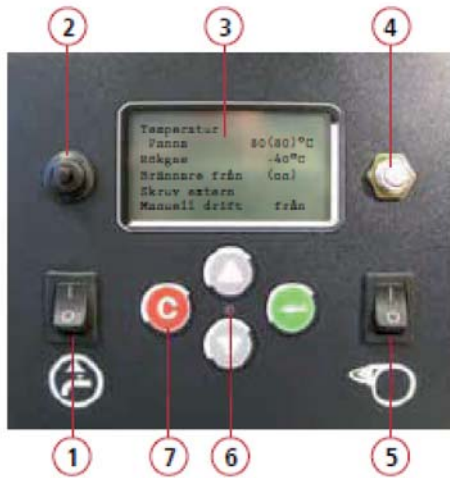 2
3
4
Temperatur
Panna 80(80)°C
Rökgas -40°C
Brännare från (on)
Skruv extern
Manuell drift från
I
O
C
I
O
1
7
6
5